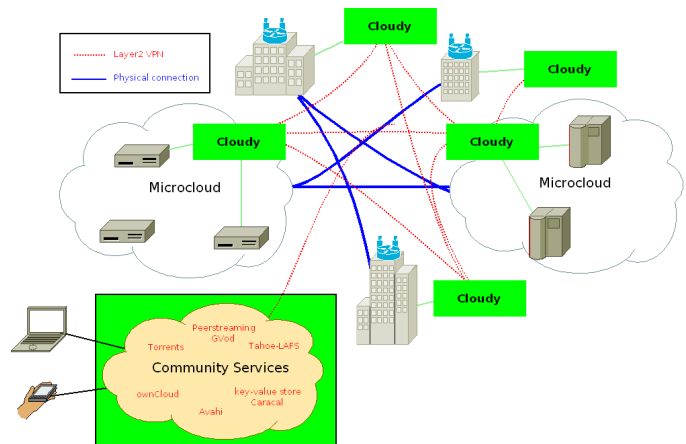 Cloudy
Layer2 VPN
Physical connection
Cloudy
Cloudy
Cloudy
Microcloud
Microcloud
Cloudy
Peerstreaming
GVod
Torrents
Tahoe-LAFS
Community Services
ownCloud
key-value store
Caracal
Avahi